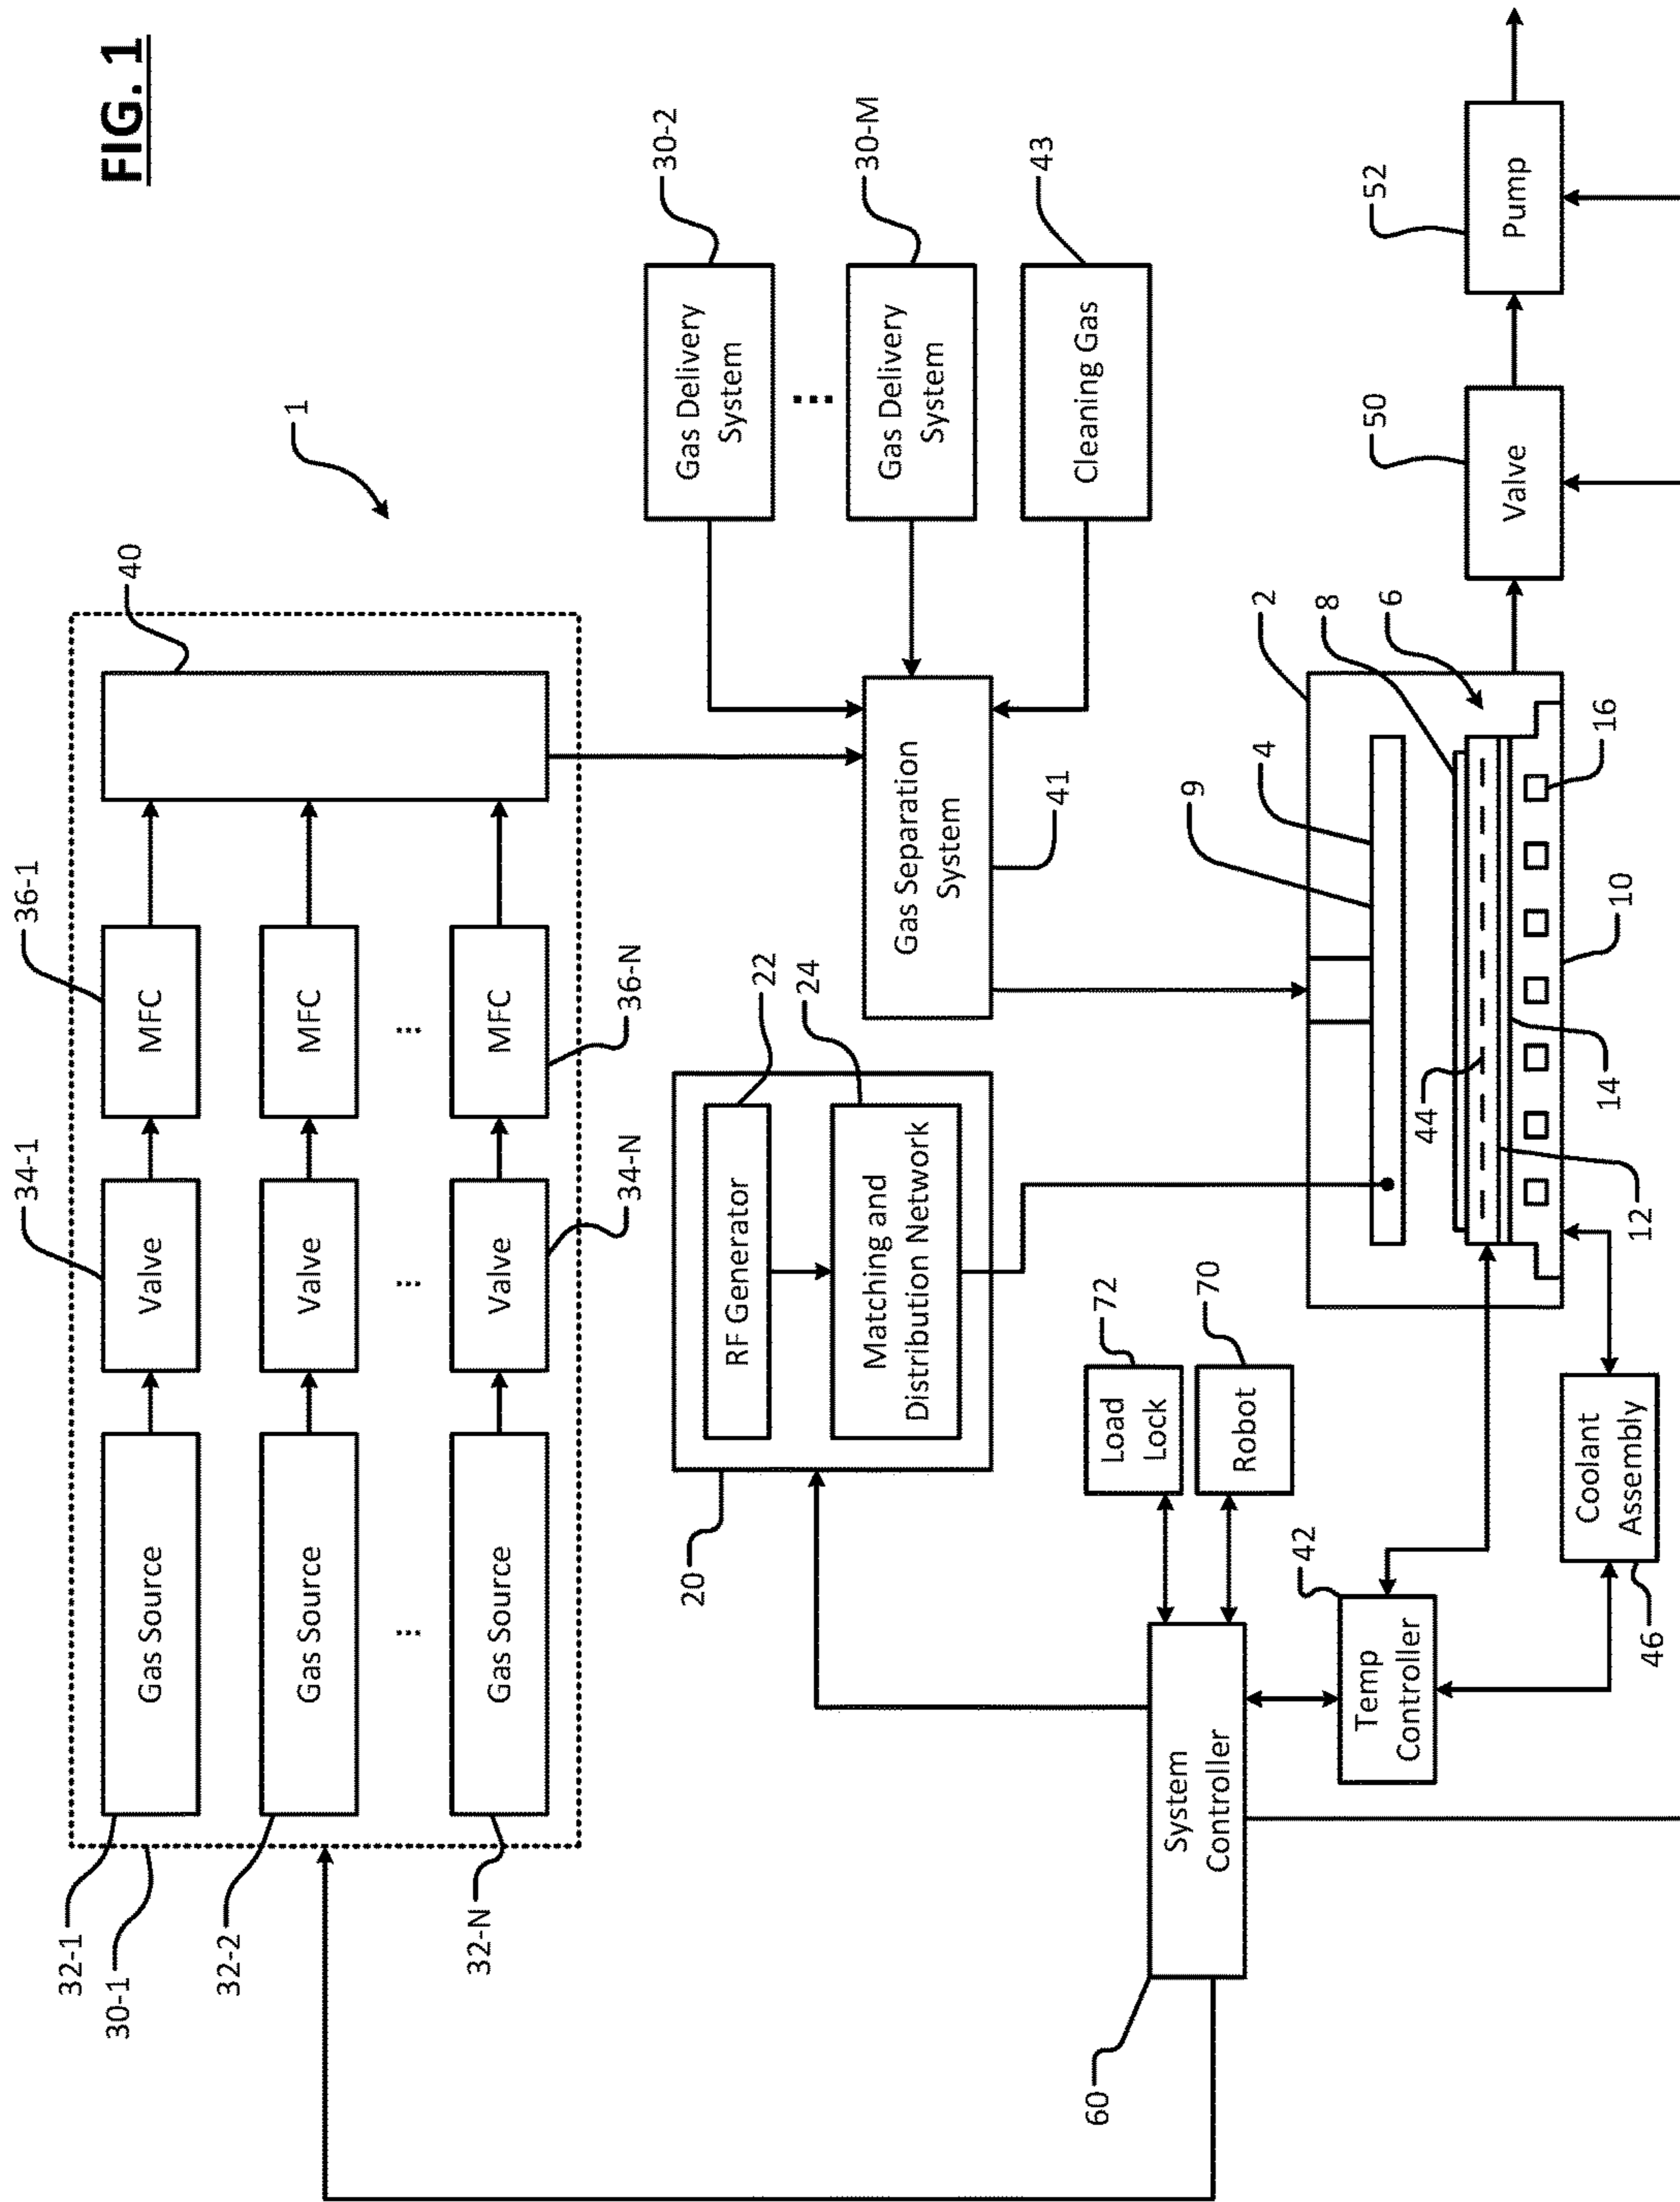 FIG. 1
1
32-1
30-1
Gas Source
34-1
Valve
36-1
MFC
40
32-2
Gas Source
Valve
MFC
...
...
...
32-N
Gas Source
34-N
Valve
36-N
MFC
20
22
RF Generator
24
Matching and
Distribution Network
30-2
Gas Delivery
System
...
30-M
Gas Delivery
System
43
Cleaning Gas
Gas Separation
System
41
72
Load
Lock
70
Robot
60
System
Controller
42
Temp
Controller
46
Coolant
Assembly
2
4
9
8
6
44
12
14
10
16
50
Valve
52
Pump